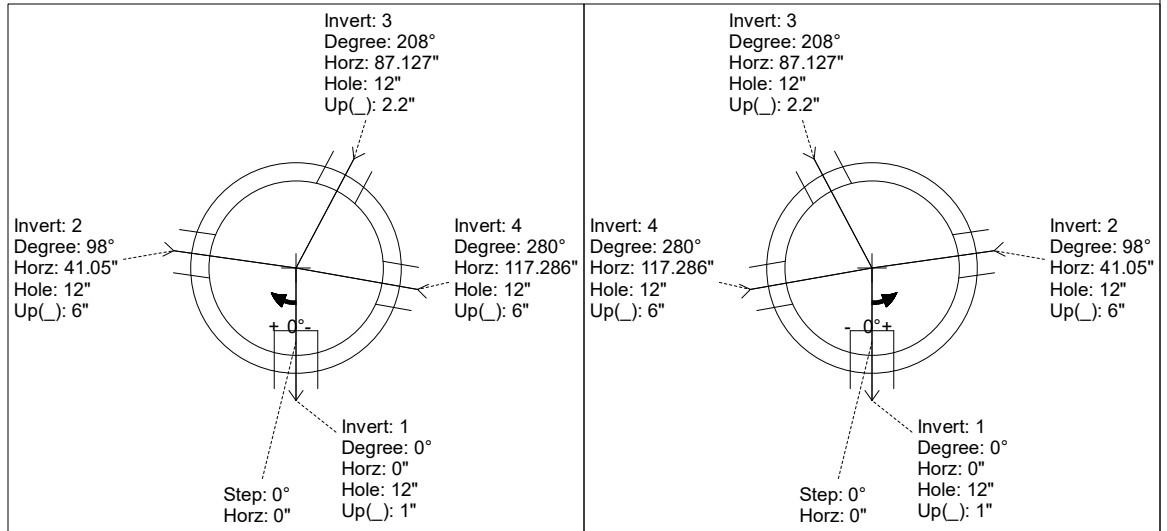 Invert: 3
Degree: 208°
Horz: 87.127"
Hole: 12"
Up(_): 2.2"
Invert: 2
Degree: 98°
Horz: 41.05"
Hole: 12"
Up(_): 6"
Invert: 4
Degree: 280°
Horz: 117.286"
Hole: 12"
Up(_): 6"
+ 0°-
Invert: 1
Degree: 0°
Horz: 0"
Hole: 12"
Up(_): 1"
Step: 0°
Horz: 0"
Invert: 3
Degree: 208°
Horz: 87.127"
Hole: 12"
Up(_): 2.2"
Invert: 4
Degree: 280°
Horz: 117.286"
Hole: 12"
Up(_): 6"
Invert: 2
Degree: 98°
Horz: 41.05"
Hole: 12"
Up(_): 6"
- 0°+
Invert: 1
Degree: 0°
Horz: 0"
Hole: 12"
Up(_): 1"
Step: 0°
Horz: 0"